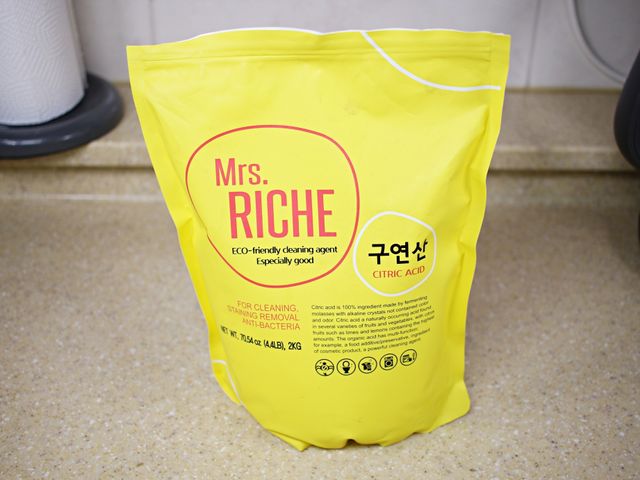 Mrs.
RICHE
ECO-friendly cleaning agent
Especially good
구연산
CITRIC ACID
FOR CLEANING,
STAINING REMOVAL
ANTI-BACTERIA
NET WT. 70.54 oz (4.4LB), 2KG
Citric acid is 100% ingredient made by fermenting
molasses with alkaline crystals not contained color
and odor. Citric acid a naturally occuring acid found
in several varieties of fruits and vegetables, with citrus
fruits such as limes and lemons containing the highest
amounts. The organic acid has multi-function,
for example, a food additive/preservative, ingredient
of cosmetic product, a powerful cleaning agent.